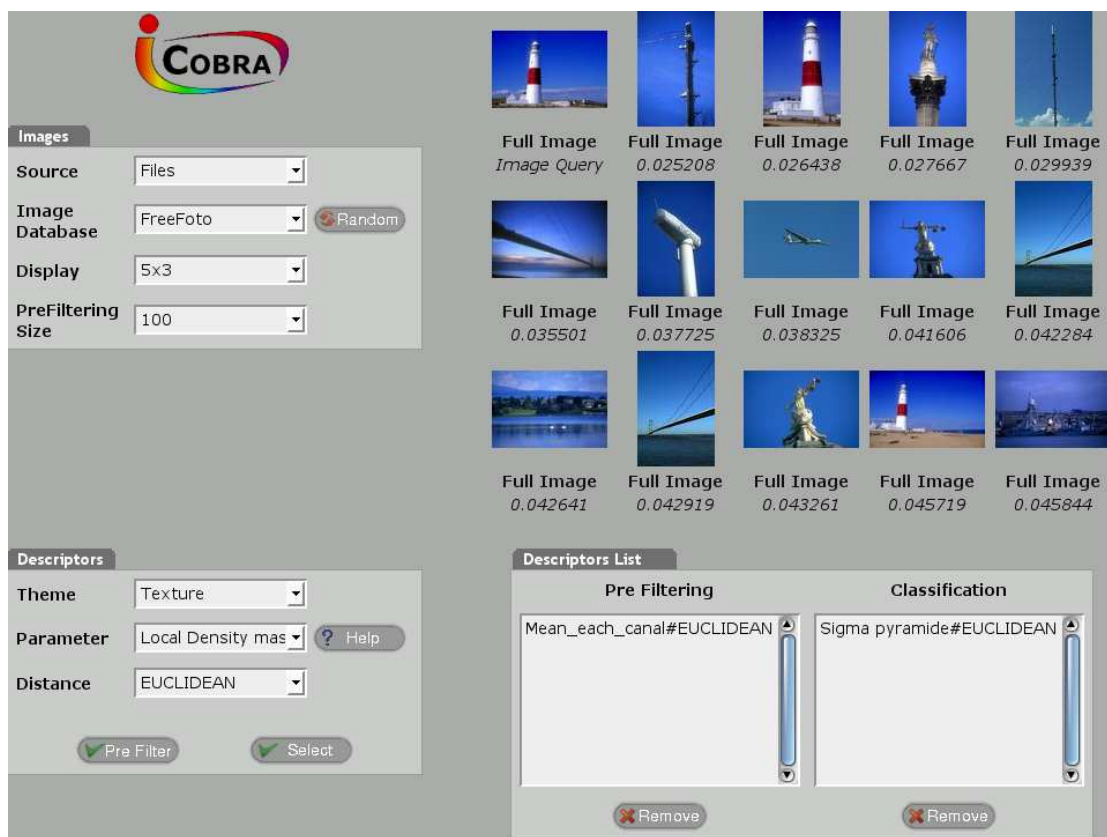 iCOBRA
Images
Source
Files
Image
Database
FreeFoto
Random
Display
5x3
PreFiltering
Size
100
Full Image
Image Query
Full Image
0.025208
Full Image
0.026438
Full Image
0.027667
Full Image
0.029939
Full Image
0.035501
Full Image
0.037725
Full Image
0.038325
Full Image
0.041606
Full Image
0.042284
Full Image
0.042641
Full Image
0.042919
Full Image
0.043261
Full Image
0.045719
Full Image
0.045844
Descriptors
Theme
Texture
Parameter
Local Density mas
? Help
Distance
EUCLIDEAN
Pre Filter
Select
Descriptors List
Pre Filtering
Mean_each_canal#EUCLIDEAN
Remove
Classification
Sigma pyramide#EUCLIDEAN
Remove